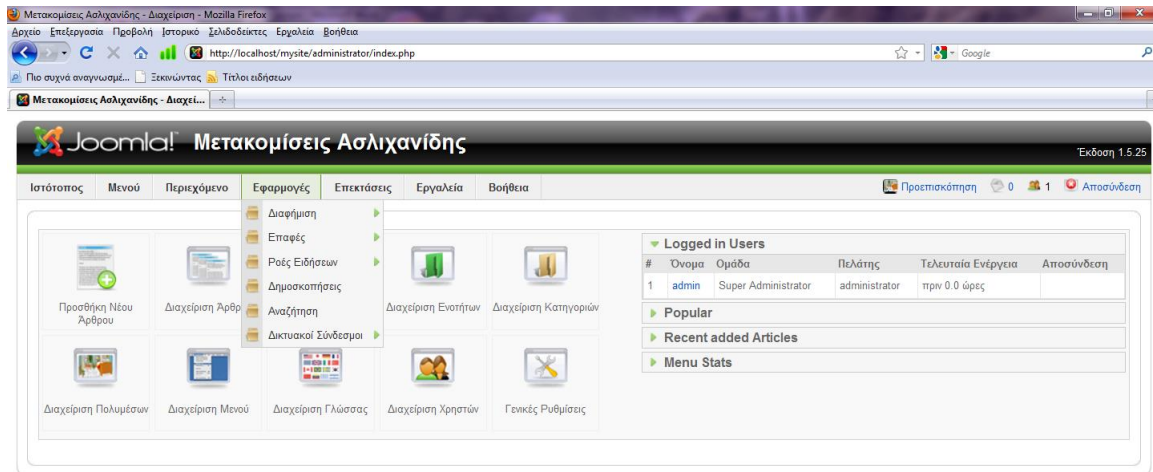 Μετακομίσεις Ασλιχανίδης - Διαχείριση - Mozilla Firefox
Αρχείο Επεξεργασία Προβολή Ιστορικό Σελιδοδείκτες Εργαλεία Βοήθεια
http://localhost/mysite/administrator/index.php
Google
Πιο συχνά αναγνωσμέ... Ξεκινώντας Τίτλοι ειδήσεων
Μετακομίσεις Ασλιχανίδης - Διαχεί...
Joomla! Μετακομίσεις Ασλιχανίδης
Έκδοση 1.5.25
Ιστότοπος Μενού Περιεχόμενο Εφαρμογές Επεκτάσεις Εργαλεία Βοήθεια
Προεπισκόπηση 0 1 Αποσύνδεση
Διαφήμιση
Επαφές
Ροές Ειδήσεων
Δημοσκοπήσεις
Αναζήτηση
Δικτυακοί Σύνδεσμοι
Προσθήκη Νέου
Άρθρου
Διαχείριση Άρθρ
Διαχείριση Ενοτήτων
Διαχείριση Κατηγοριών
Διαχείριση Πολυμέσων
Διαχείριση Μενού
Διαχείριση Γλώσσας
Διαχείριση Χρηστών
Γενικές Ρυθμίσεις
Logged in Users
# Όνομα Ομάδα Πελάτης Τελευταία Ενέργεια Αποσύνδεση
1 admin Super Administrator administrator πριν 0.0 ώρες
Popular
Recent added Articles
Menu Stats